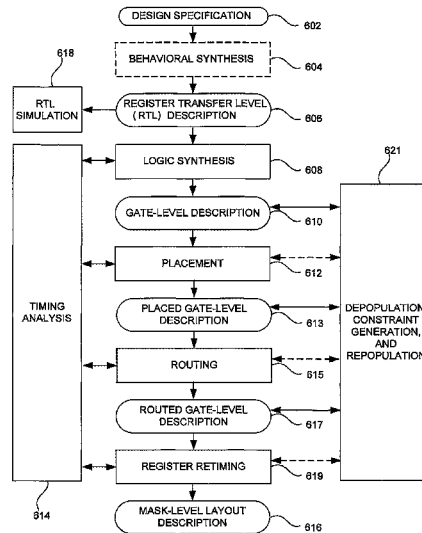 DESIGN SPECIFICATION
602
618
BEHAVIORAL SYNTHESIS
604
RTL
SIMULATION
REGISTER TRANSFER LEVEL
(RTL) DESCRIPTION
606
LOGIC SYNTHESIS
608
621
GATE-LEVEL DESCRIPTION
610
PLACEMENT
612
TIMING
ANALYSIS
PLACED GATE-LEVEL
DESCRIPTION
613
DEPOPULATION,
CONSTRAINT
GENERATION,
AND
REPOPULATION
ROUTING
615
ROUTED GATE-LEVEL
DESCRIPTION
617
REGISTER RETIMING
619
614
MASK-LEVEL LAYOUT
DESCRIPTION
616